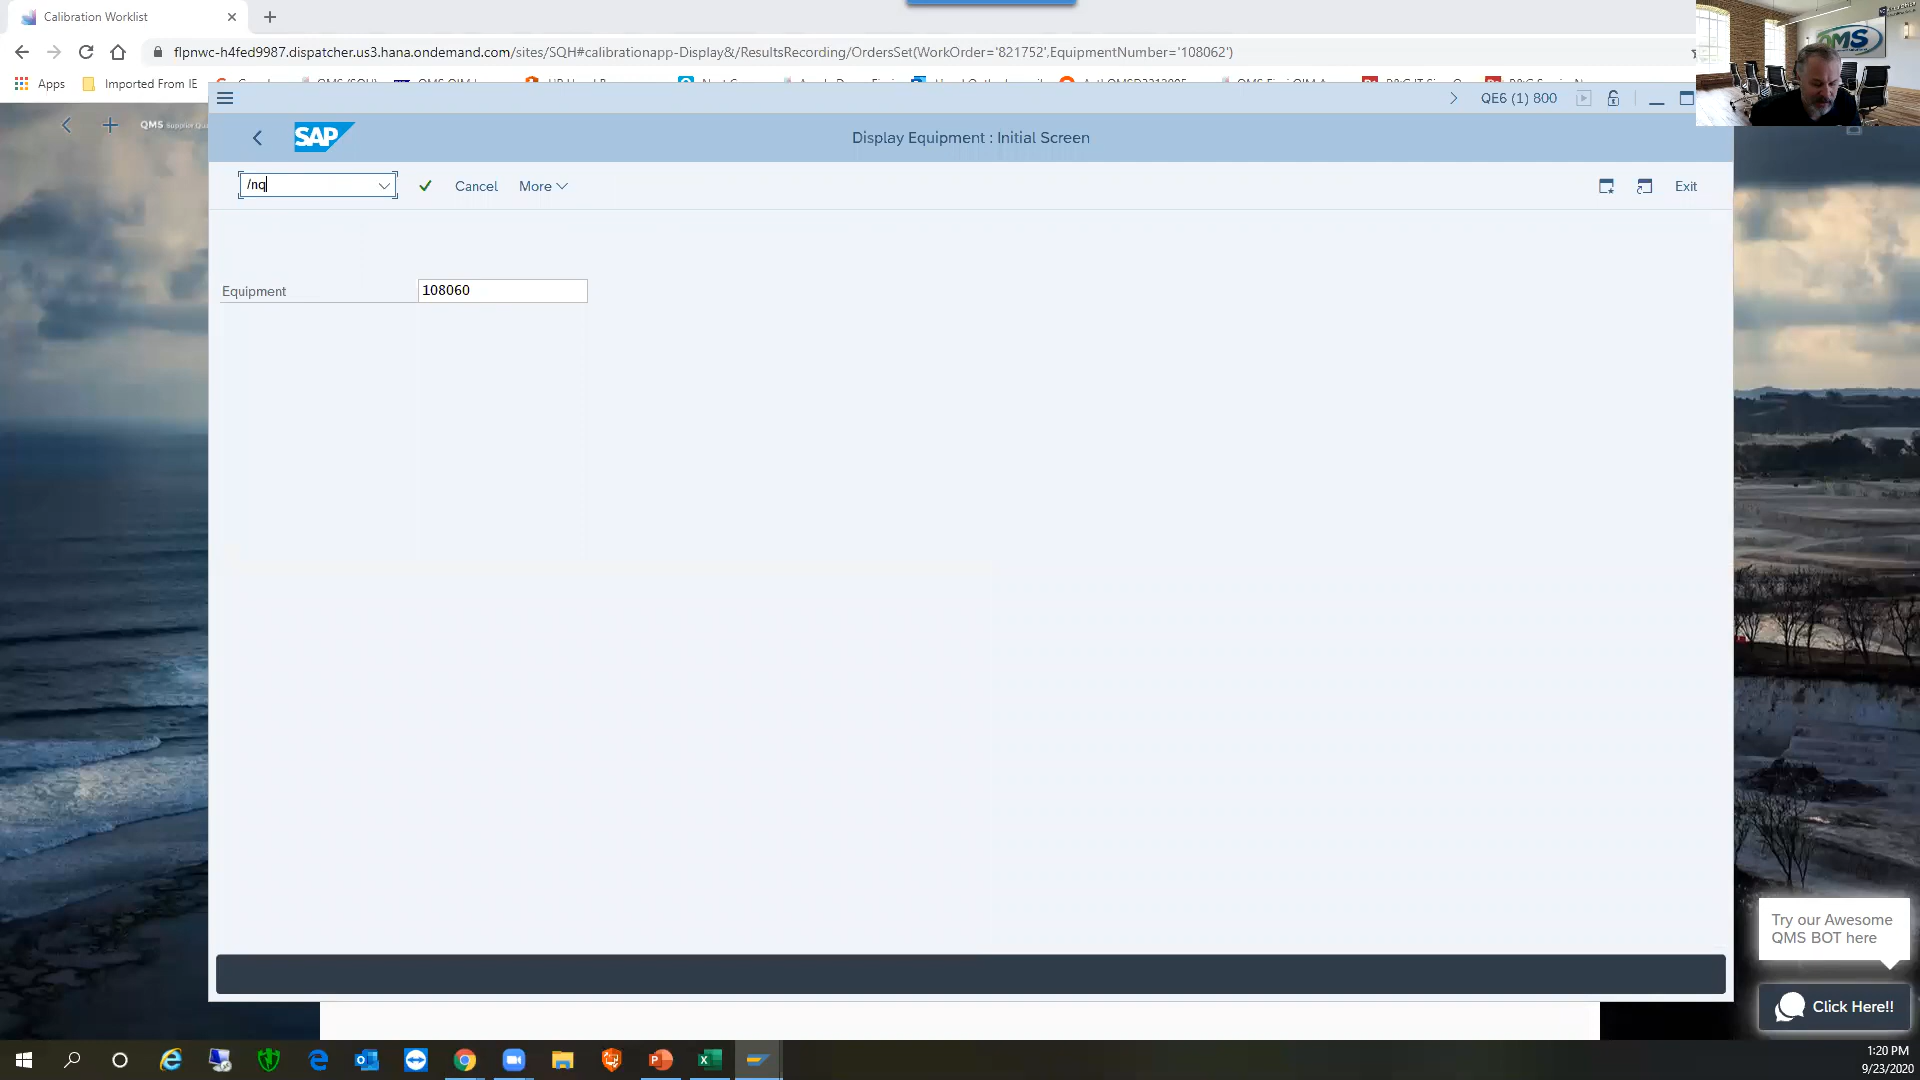 Calibration Worklist
flpnwc-h4fed9987.dispatcher.us3.hana.ondemand.com/sites/SQH#calibrationapp-Display&/ResultsRecording/OrdersSet(WorkOrder='821752',EquipmentNumber='108062')
Apps
Imported From IE
QE6 (1) 800
QMS
SAP
Display Equipment : Initial Screen
/nq
Cancel
More
Exit
Equipment
108060
Try our Awesome
QMS BOT here
Click Here!!
1:20 PM
9/23/2020